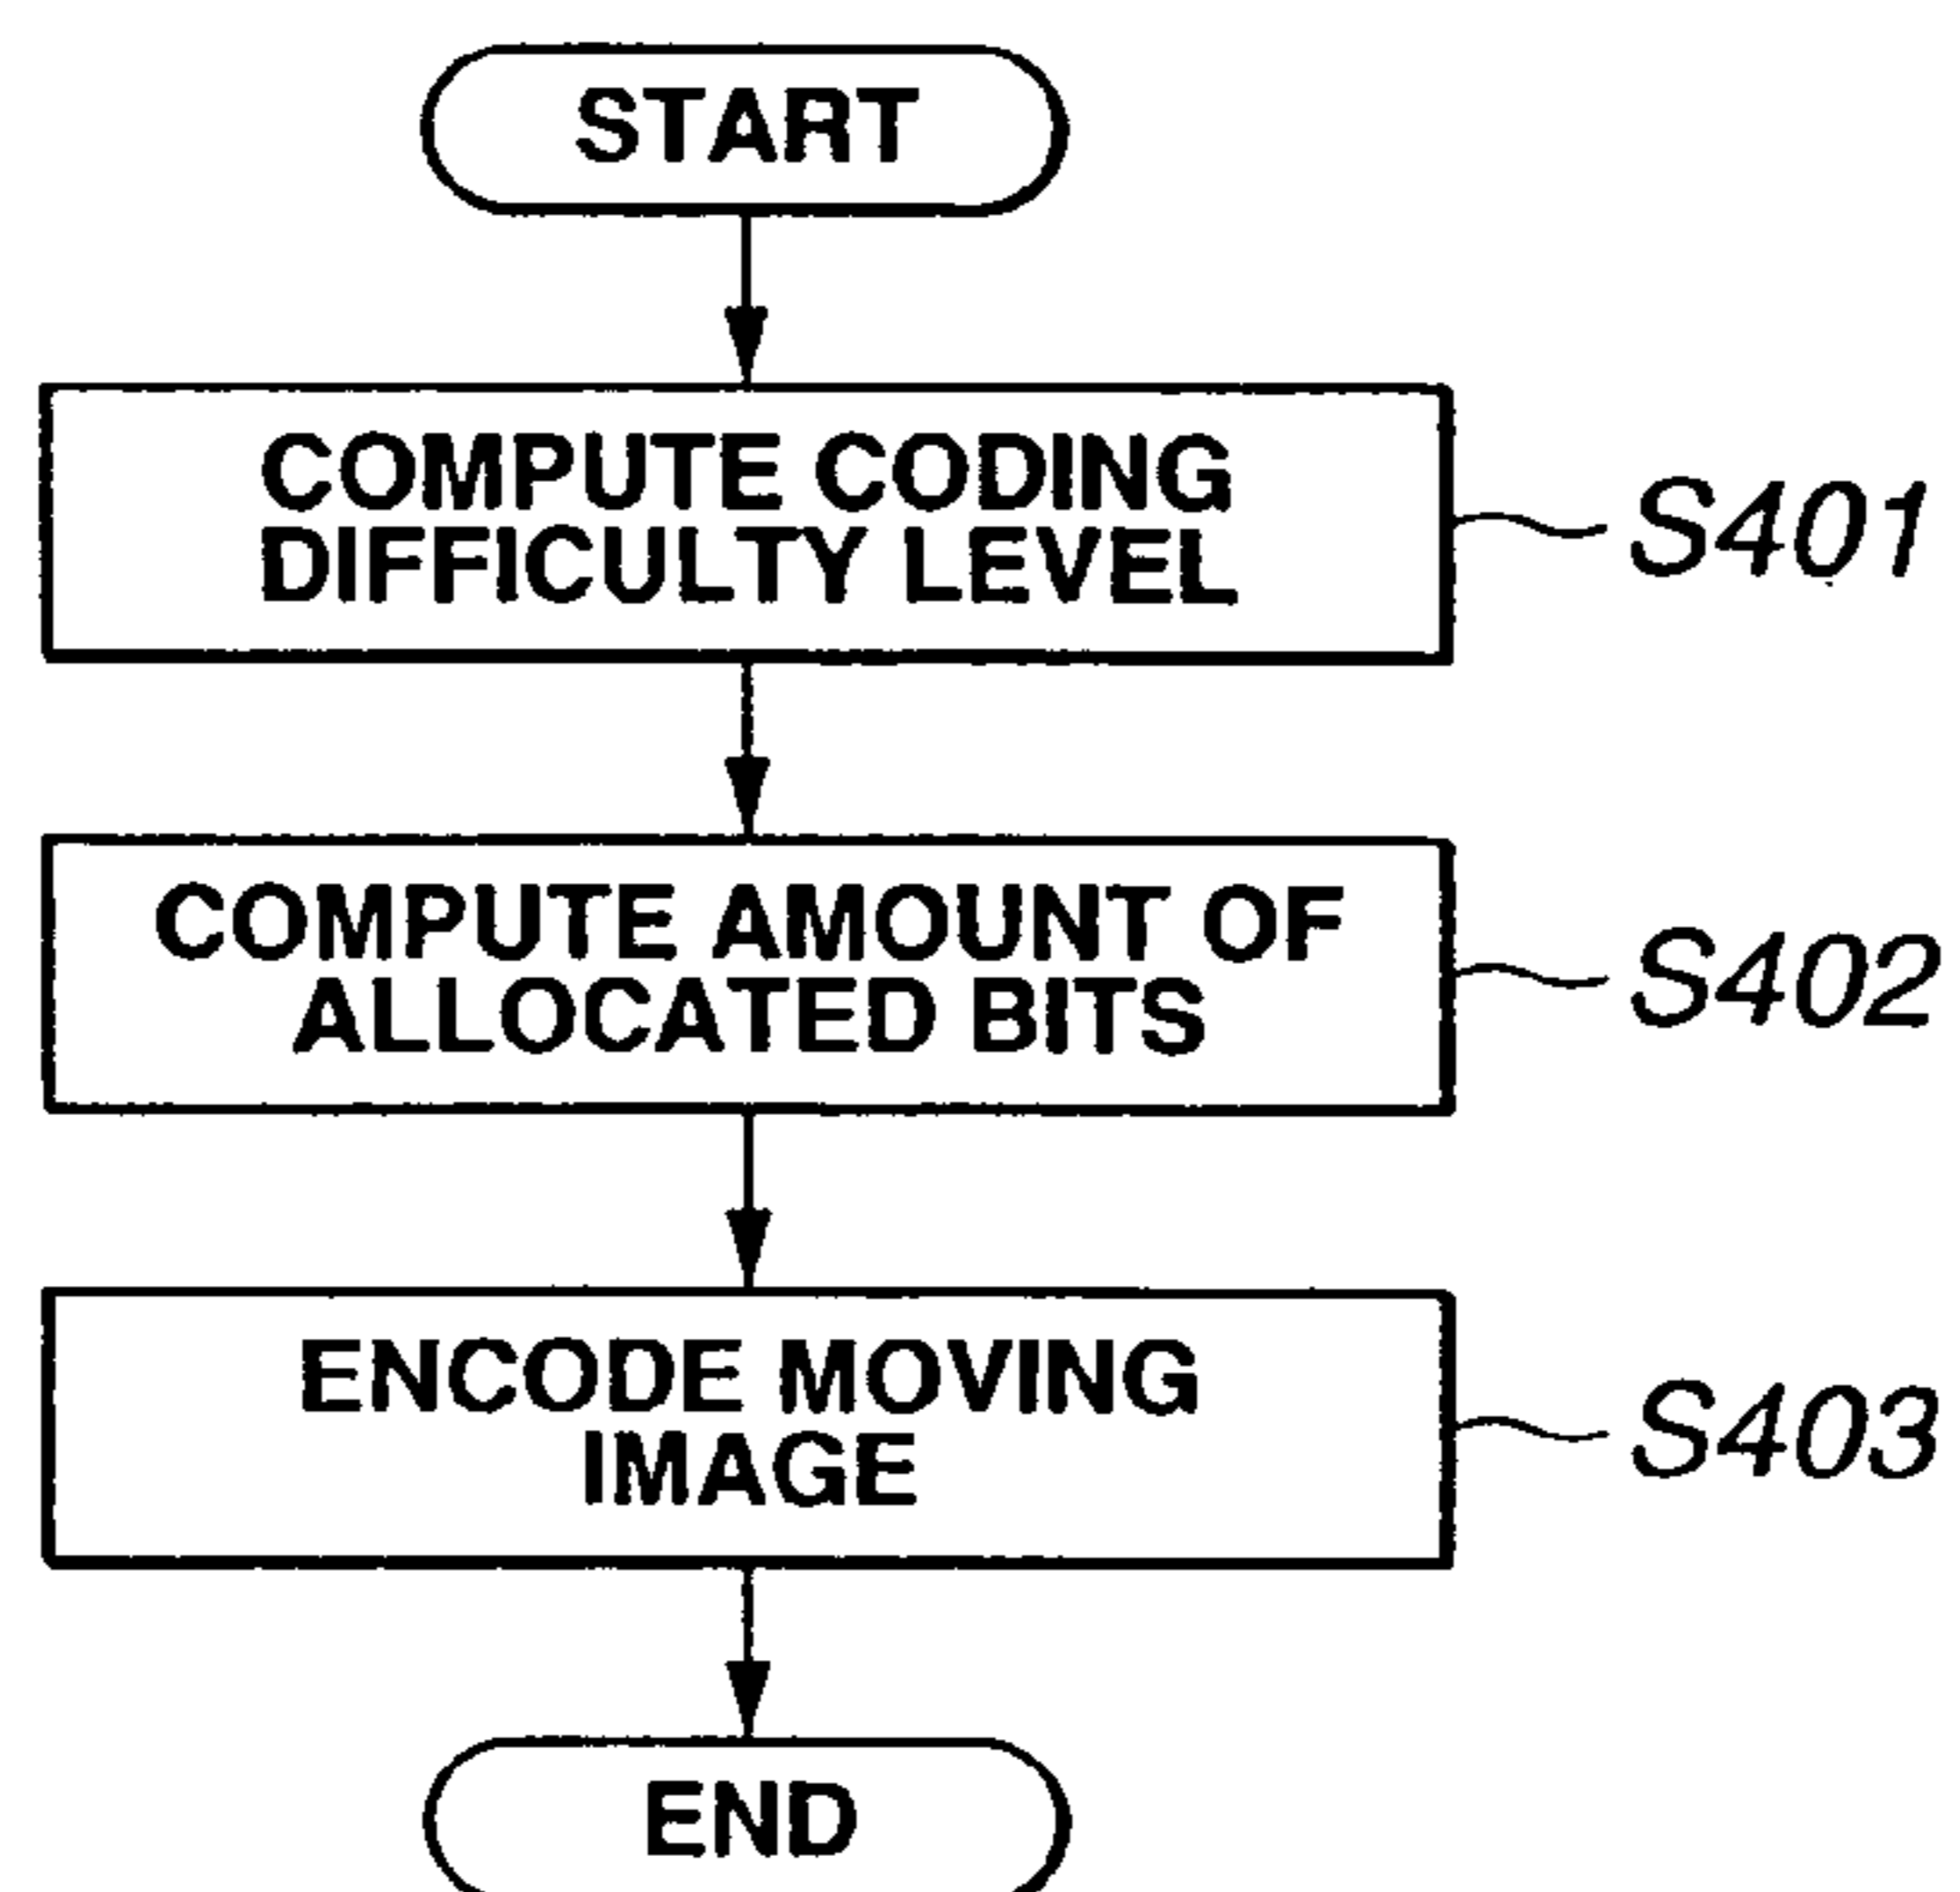 START
COMPUTE CODING
DIFFICULTY LEVEL
S401
COMPUTE AMOUNT OF
ALLOCATED BITS
S402
ENCODE MOVING
IMAGE
S403
END